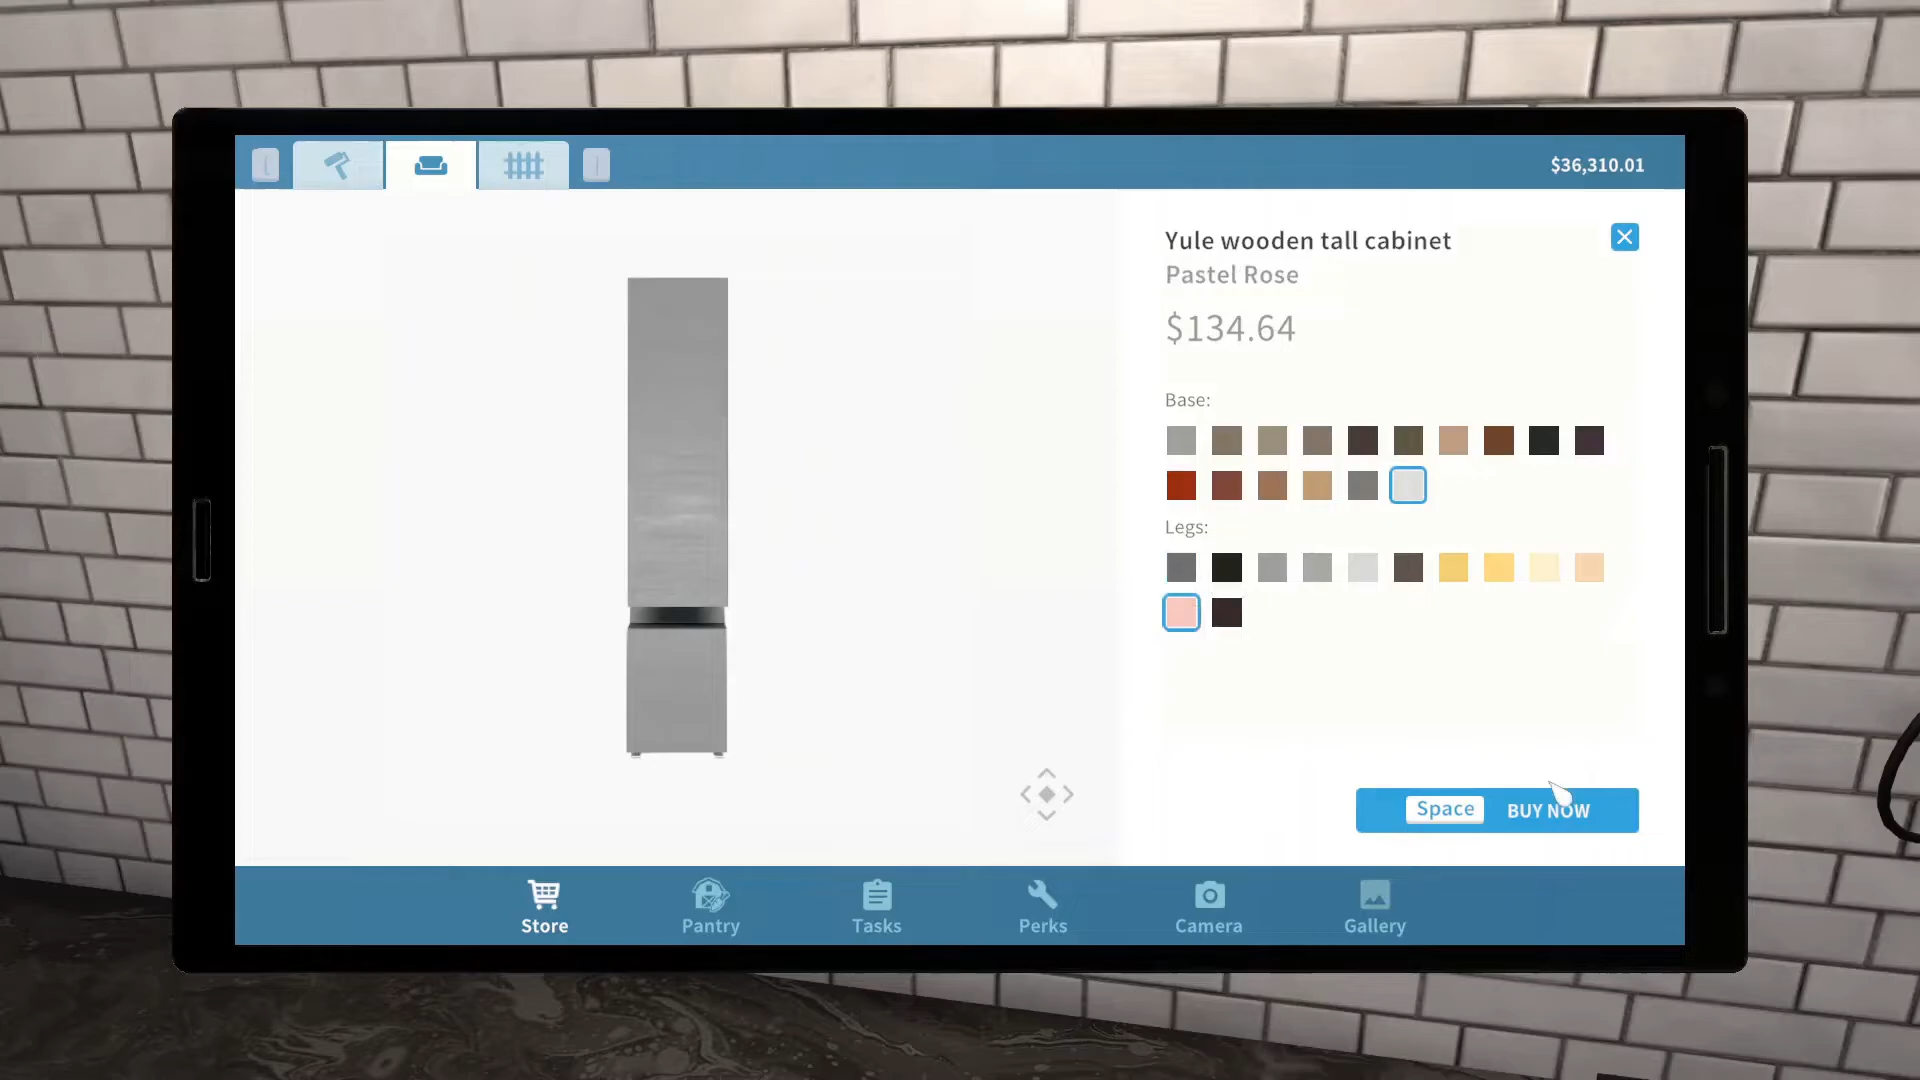 $36,310.01
Yule wooden tall cabinet
Pastel Rose
$134.64
Base:
Legs:
Space BUY NOW
Store Pantry Tasks Perks Camera Gallery